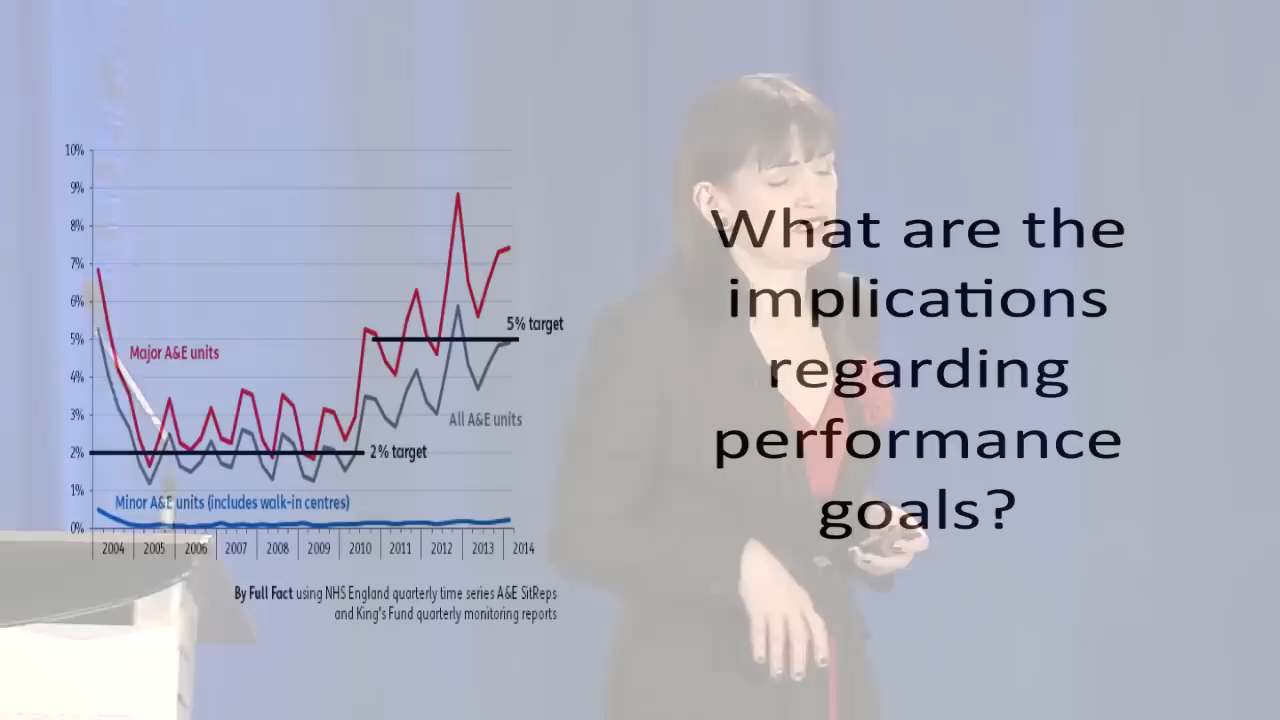 10%
9%
8%
7%
6%
5%
4%
3%
2%
1%
0%
5% target
Major A&E units
All A&E units
2% target
Minor A&E units (includes walk-in centres)
2004 2005 2006 2007 2008 2009 2010 2011 2012 2013 2014
By Full Fact using NHS England quarterly time series A&E SitReps
and King's Fund quarterly monitoring reports
What are the
implications
regarding
performance
goals?